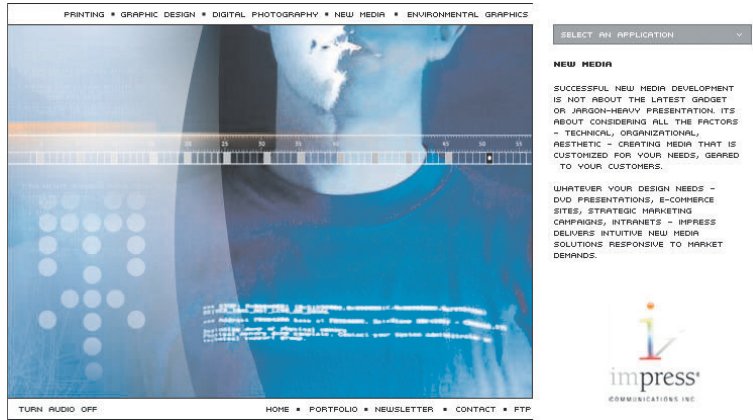 PRINTING ▪ GRAPHIC DESIGN ▪ DIGITAL PHOTOGRAPHY ▪ NEW MEDIA ▪ ENVIRONMENTAL GRAPHICS
SELECT AN APPLICATION
NEW MEDIA
SUCCESSFUL NEW MEDIA DEVELOPMENT
IS NOT ABOUT THE LATEST GADGET
OR JARGON-HEAVY PRESENTATION. ITS
ABOUT CONSIDERING ALL THE FACTORS
- TECHNICAL, ORGANIZATIONAL,
AESTHETIC - CREATING MEDIA THAT IS
CUSTOMIZED FOR YOUR NEEDS, GEARED
TO YOUR CUSTOMERS.
WHATEVER YOUR DESIGN NEEDS -
DVD PRESENTATIONS, E-COMMERCE
SITES, STRATEGIC MARKETING
CAMPAIGNS, INTRANETS - IMPRESS
DELIVERS INTUITIVE NEW MEDIA
SOLUTIONS RESPONSIVE TO MARKET
DEMANDS.
impress
COMMUNICATIONS INC
TURN AUDIO OFF
HOME ▪ PORTFOLIO ▪ NEWSLETTER ▪ CONTACT ▪ FTP